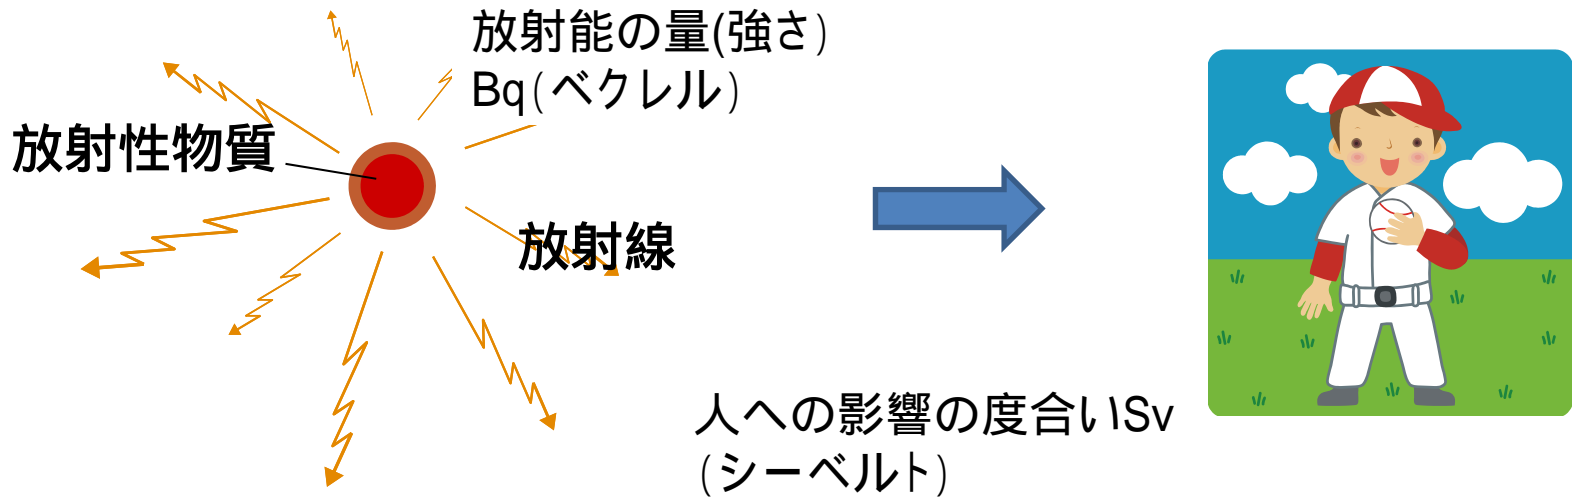 放射能の量(強さ)
Bq(ベクレル)
放射性物質
放射線
人への影響の度合いSv
(シーベルト)